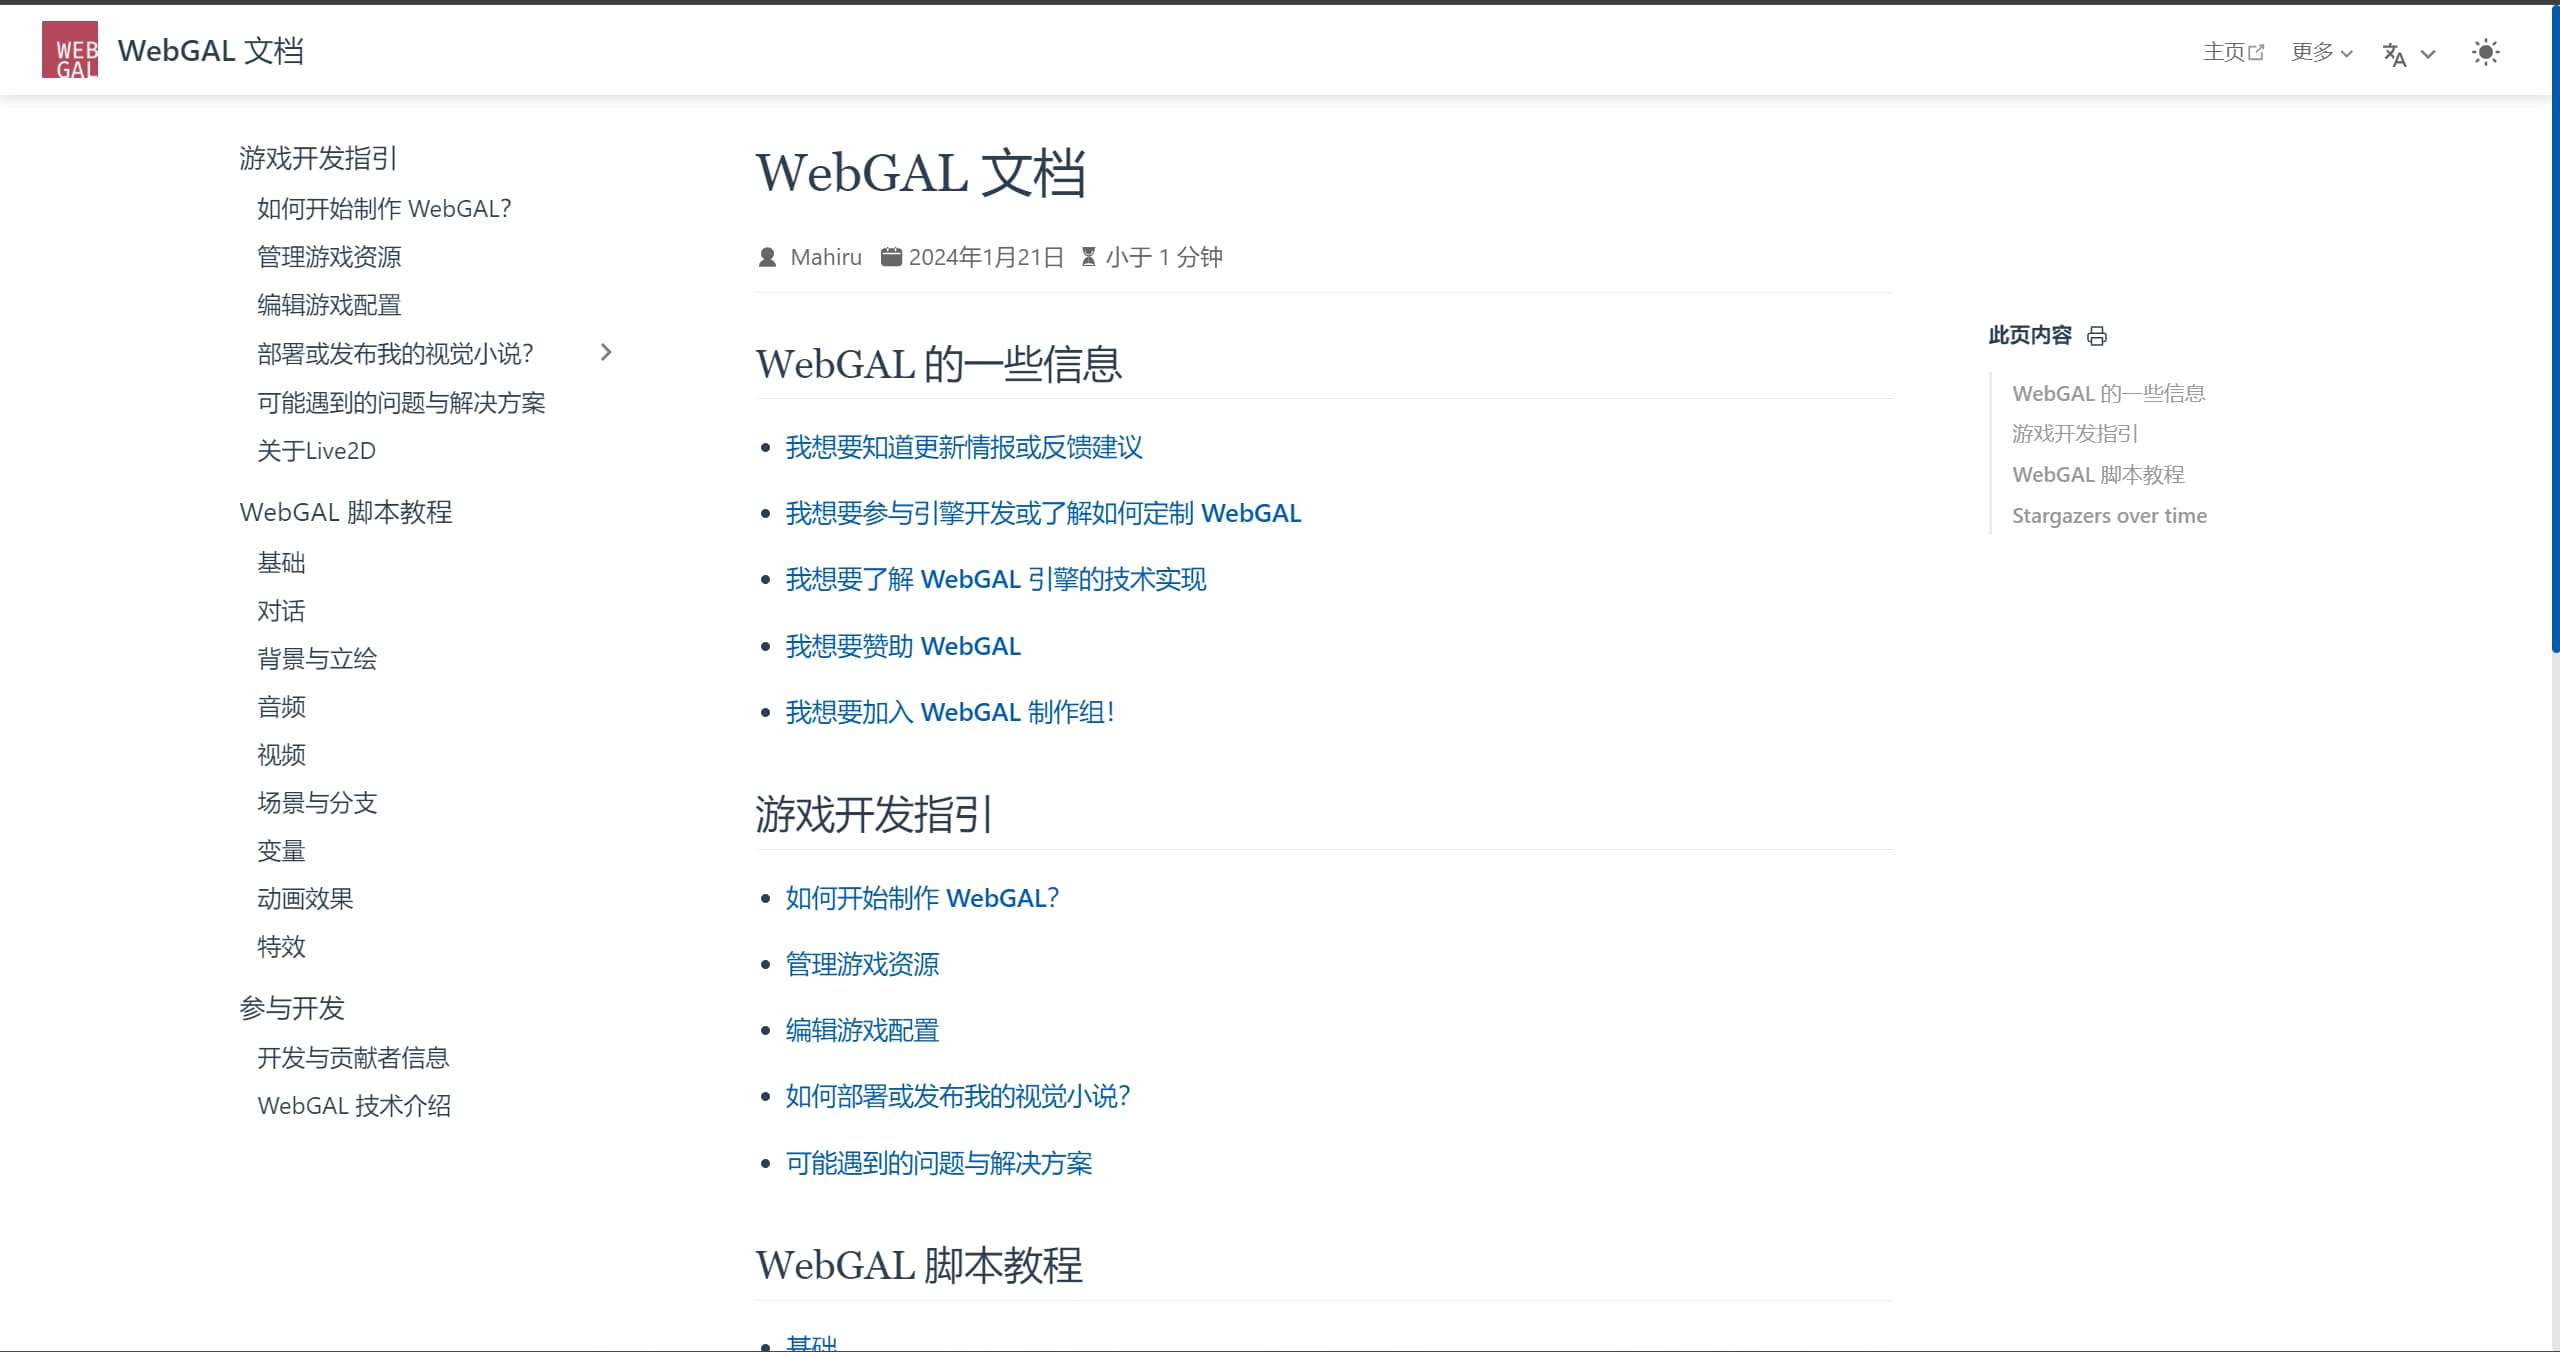 WEB
GAL
WebGAL 文档
主页
更多
游戏开发指引
如何开始制作 WebGAL？
管理游戏资源
编辑游戏配置
部署或发布我的视觉小说？
可能遇到的问题与解决方案
关于Live2D
WebGAL 脚本教程
基础
对话
背景与立绘
音频
视频
场景与分支
变量
动画效果
特效
参与开发
开发与贡献者信息
WebGAL 技术介绍
WebGAL 文档
Mahiru 2024年1月21日 小于 1 分钟
WebGAL 的一些信息
我想要知道更新情报或反馈建议
我想要参与引擎开发或了解如何定制 WebGAL
我想要了解 WebGAL 引擎的技术实现
我想要赞助 WebGAL
我想要加入 WebGAL 制作组！
游戏开发指引
如何开始制作 WebGAL？
管理游戏资源
编辑游戏配置
如何部署或发布我的视觉小说？
可能遇到的问题与解决方案
WebGAL 脚本教程
基础
此页内容
WebGAL 的一些信息
游戏开发指引
WebGAL 脚本教程
Stargazers over time